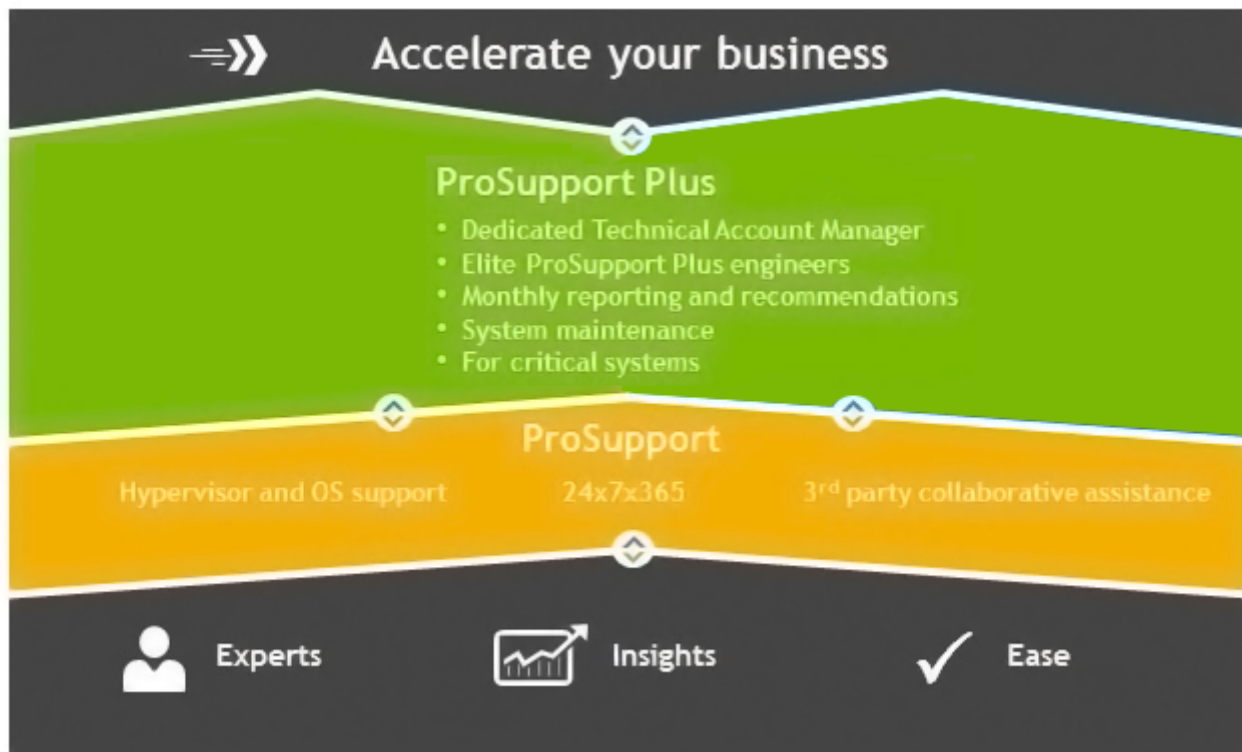 Accelerate your business
ProSupport Plus
• Dedicated Technical Account Manager
• Elite ProSupport Plus engineers
• Monthly reporting and recommendations
• System maintenance
• For critical systems
ProSupport
Hypervisor and OS support 24x7x365 3rd party collaborative assistance
Experts Insights Ease